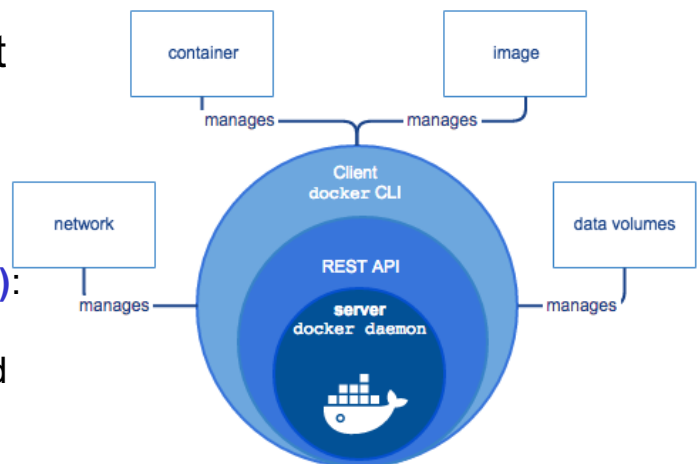 t
container
image
manages
manages
Client
docker CLI
network
data volumes
REST API
):
manages
server
manages
docker daemon
d